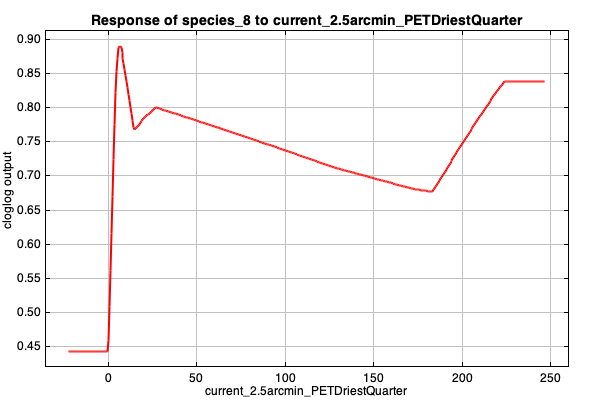 Response of species_8 to current_2.5arcmin_PETDriestQuarter
0.90
0.85
0.80
0.75
0.70
0.65
0.60
0.55
0.50
0.45
cloglog output
0 50 100 150 200 250
current_2.5arcmin_PETDriestQuarter